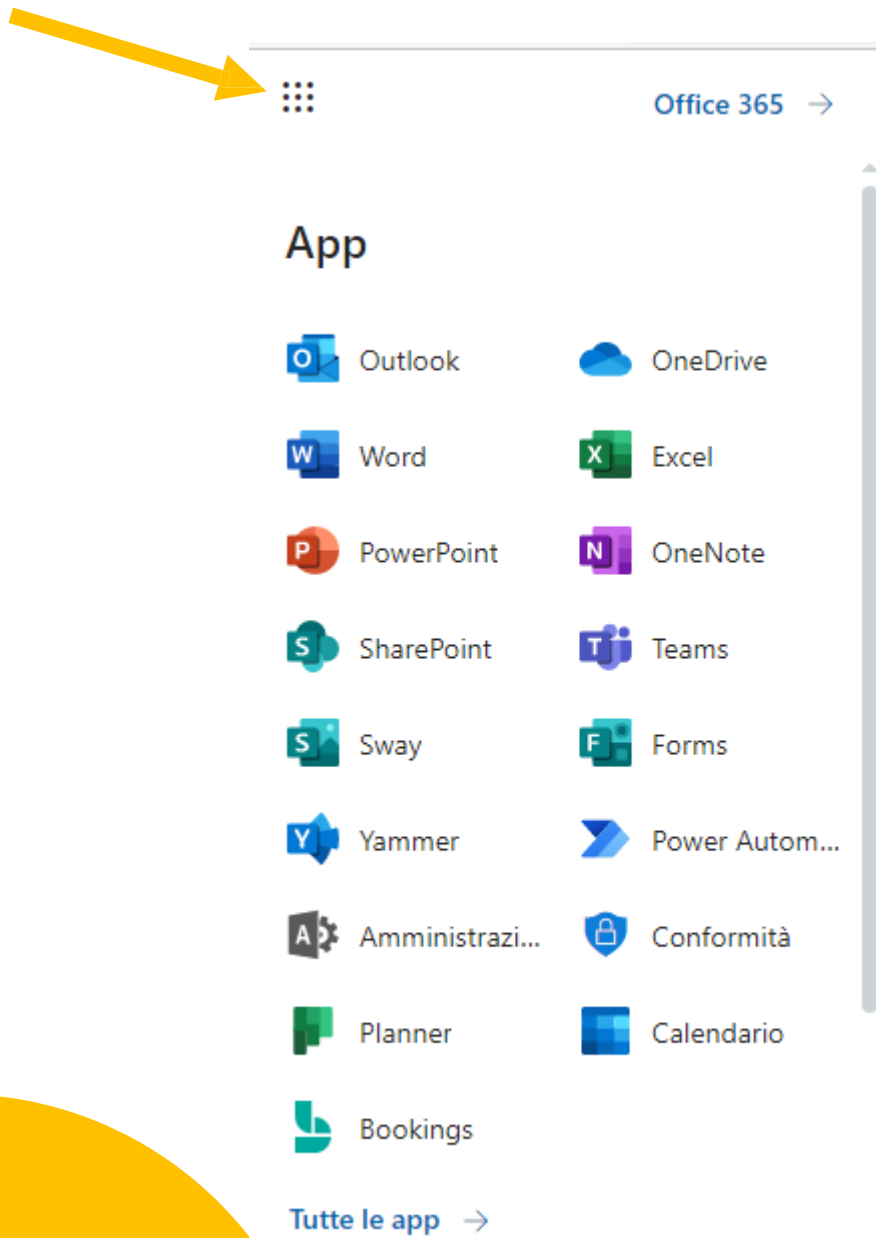 Office 365 →
App
Outlook OneDrive
Word Excel
PowerPoint OneNote
SharePoint Teams
Sway Forms
Yammer Power Autom...
Amministrazi... Conformità
Planner Calendario
Bookings
Tutte le app →